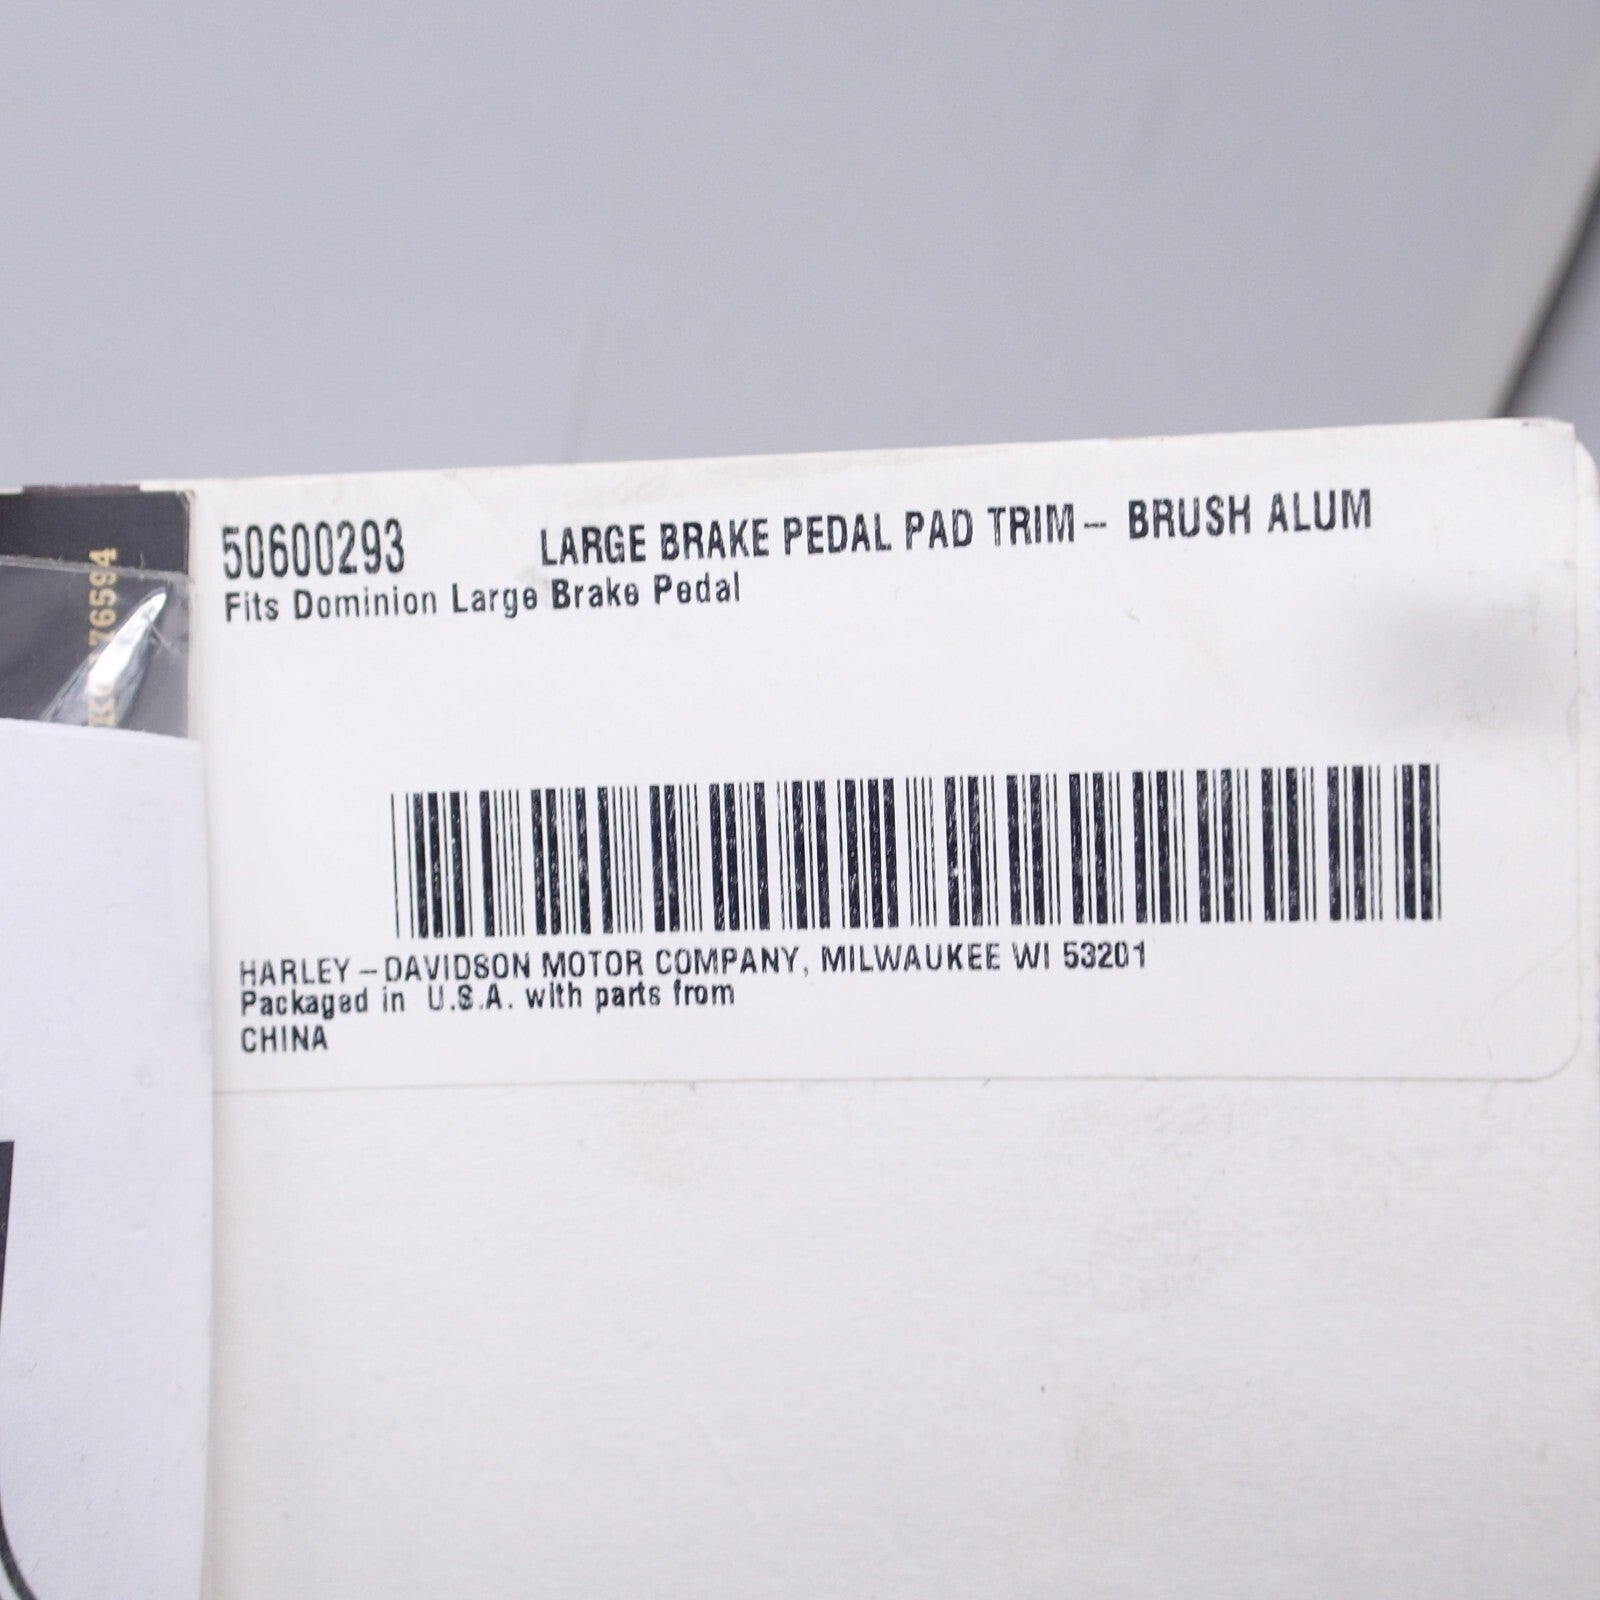 50600293 LARGE BRAKE PEDAL PAD TRIM- BRUSH ALUM
Fits Dominion Large Brake Pedal
HARLEY-DAVIDSON MOTOR COMPANY, MILWAUKEE WI 53201
Packaged in U.S.A. with parts from
CHINA